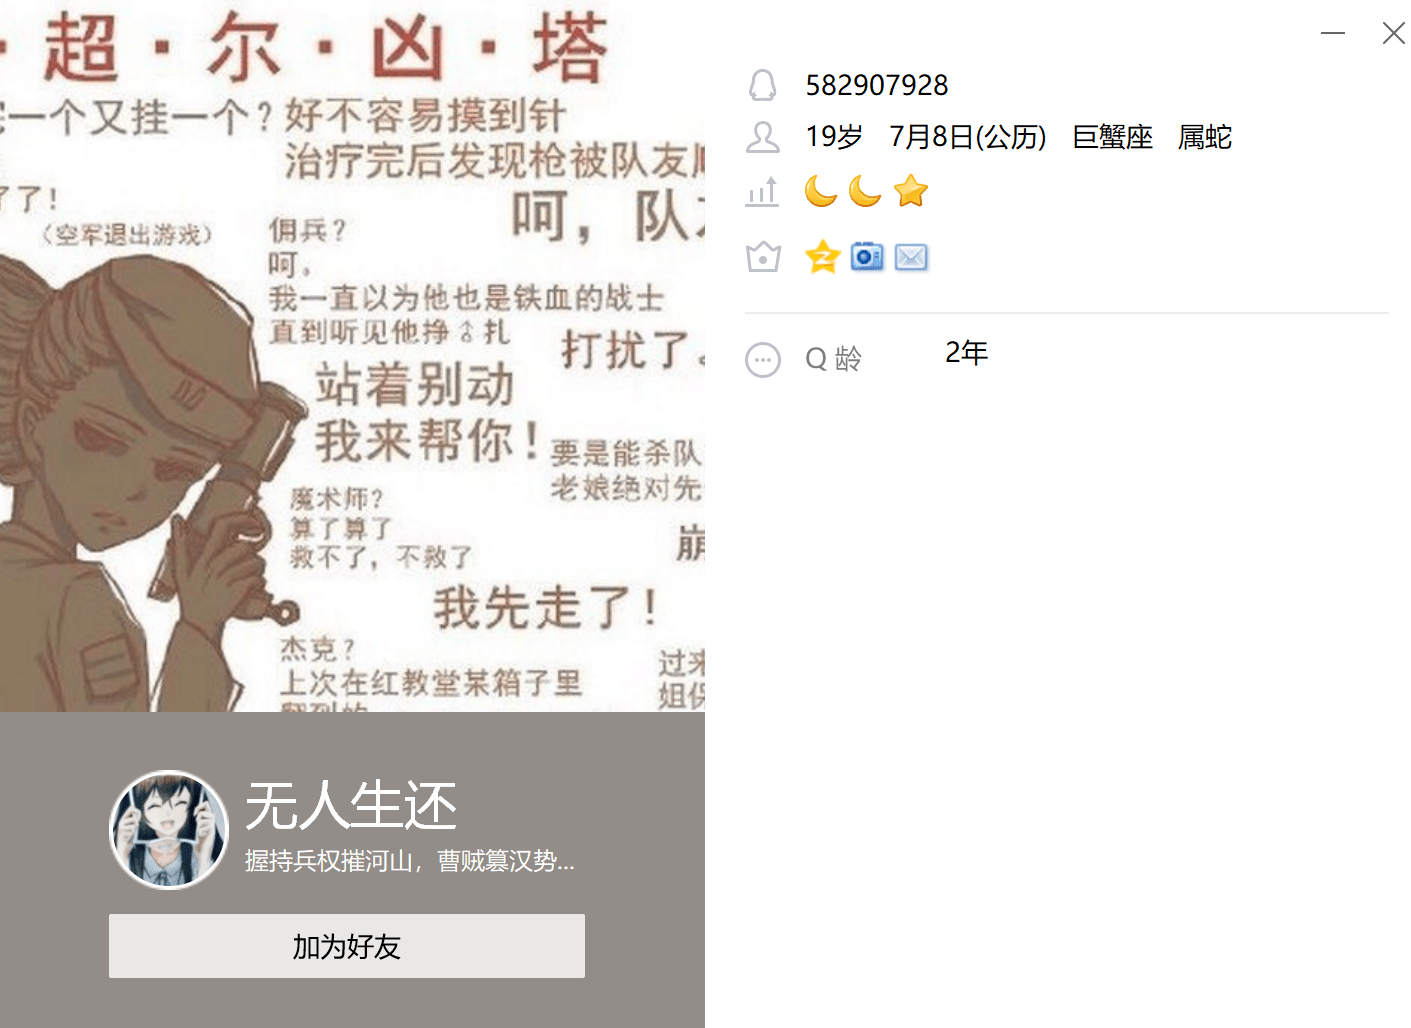 ·超·尔·凶·塔
一个又挂一个？
好不容易摸到针
治疗完后发现枪被队友
了！
（空军退出游戏）
呵，队
佣兵？
呵。
我一直以为他也是铁血的战士
直到听见他挣♂扎
打扰了。
站着别动
我来帮你！
要是能杀队
老娘绝对先
魔术师？
算了算了
救不了，不救了
崩
我先走了！
杰克？
上次在红教堂某箱子里
过来
姐保
无人生还
握持兵权摧河山，曹贼篡汉势...
加为好友
582907928
19岁 7月8日(公历) 巨蟹座 属蛇
Q 龄 2年